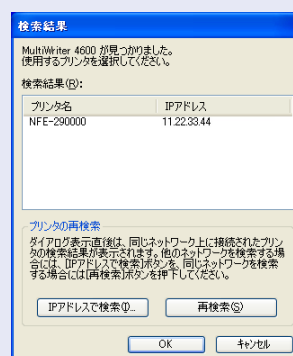 検索結果
MultiWriter 4600 が見つかりました。
使用するプリンタを選択してください。
検索結果(R):
プリンタ名 IPアドレス
NFE-290000 11.22.33.44
プリンタの再検索
ダイアログ表示直後は、同じネットワーク上に接続されたプリン
タの検索結果が表示されます。他のネットワークを検索する場
合には、[IPアドレスで検索]ボタンを、同じネットワークを検索
する場合には[再検索]ボタンを押下してください。
IPアドレスで検索(I)... 再検索(S)
OK キャンセル